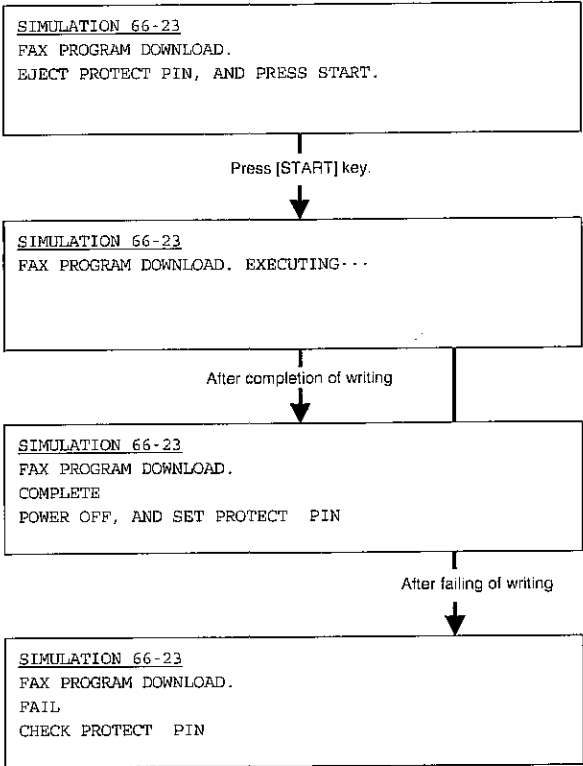 SIMULATION 66-23
FAX PROGRAM DOWNLOAD.
EJECT PROTECT PIN, AND PRESS START.
Press [START] key.
SIMULATION 66-23
FAX PROGRAM DOWNLOAD. EXECUTING···
After completion of writing
SIMULATION 66-23
FAX PROGRAM DOWNLOAD.
COMPLETE
POWER OFF, AND SET PROTECT PIN
After failing of writing
SIMULATION 66-23
FAX PROGRAM DOWNLOAD.
FAIL
CHECK PROTECT PIN